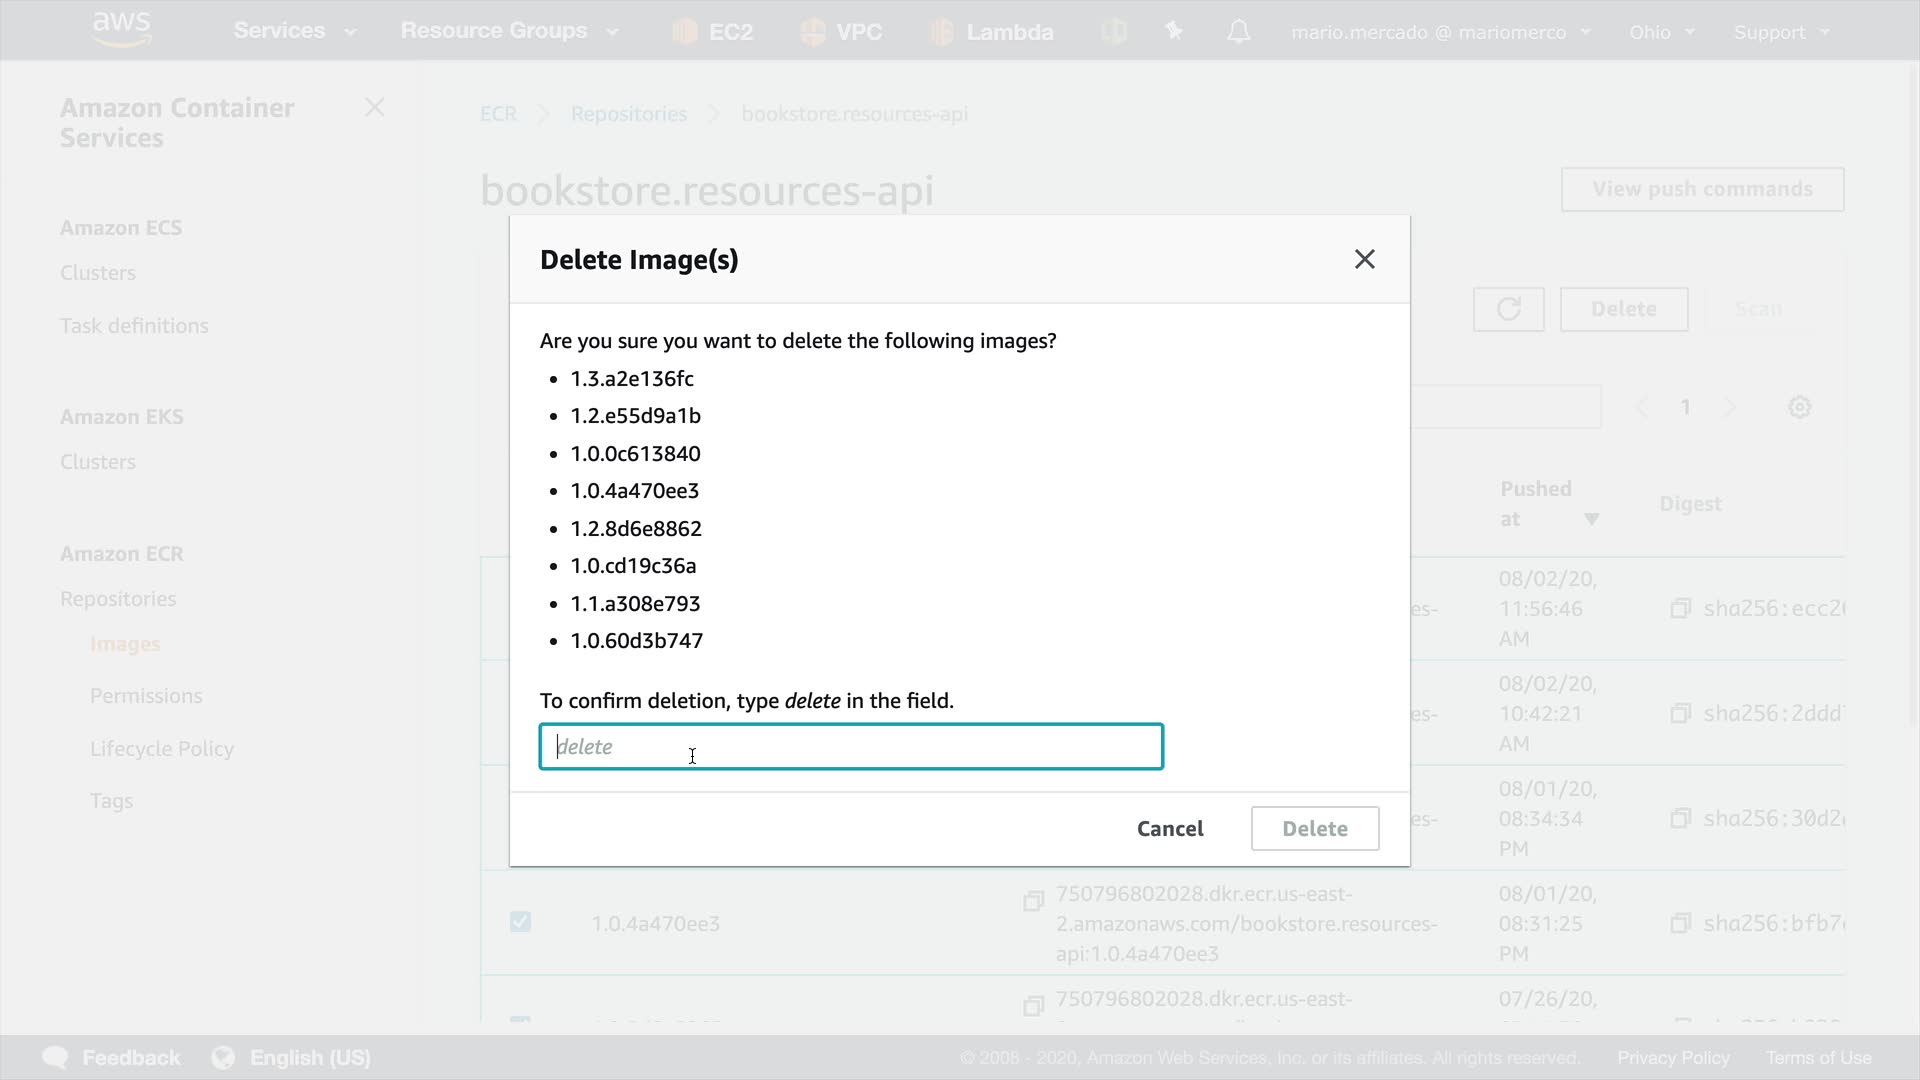 aws
Services
Resource Groups
EC2
VPC
Lambda
mario.mercado @ mariomerco
Ohio
Support
Amazon Container
Services
Amazon ECS
Clusters
Task definitions
Amazon EKS
Clusters
Amazon ECR
Repositories
Images
Permissions
Lifecycle Policy
Tags
ECR
Repositories
bookstore.resources-api
bookstore.resources-api
View push commands
Delete
Scan
1
Pushed
at
Digest
Delete Image(s)
Are you sure you want to delete the following images?
• 1.3.a2e136fc
• 1.2.e55d9a1b
• 1.0.0c613840
• 1.0.4a470ee3
• 1.2.8d6e8862
• 1.0.cd19c36a
• 1.1.a308e793
• 1.0.60d3b747
To confirm deletion, type delete in the field.
delete
Cancel
Delete
es-
08/02/20,
11:56:46
AM
sha256:ecc2
es-
08/02/20,
10:42:21
AM
sha256:2ddd
es-
08/01/20,
08:34:34
PM
sha256:30d2
1.0.4a470ee3
750796802028.dkr.ecr.us-east-
2.amazonaws.com/bookstore.resources-
api:1.0.4a470ee3
08/01/20,
08:31:25
PM
sha256:bfb7
750796802028.dkr.ecr.us-east-
07/26/20,
Feedback
English (US)
© 2008 - 2020, Amazon Web Services, Inc. or its affiliates. All rights reserved.
Privacy Policy
Terms of Use